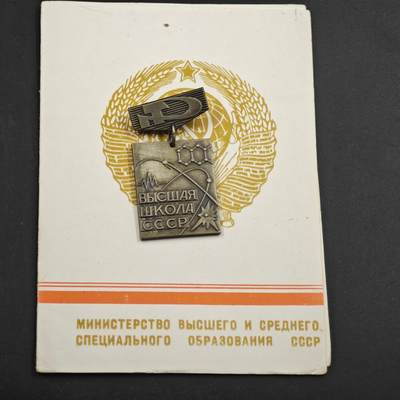 ВЫСШАЯ
ШКОЛА
СССР
МИНИСТЕРСТВО ВЫСШЕГО И СРЕДНЕГО
СПЕЦИАЛЬНОГО ОБРАЗОВАНИЯ СССР